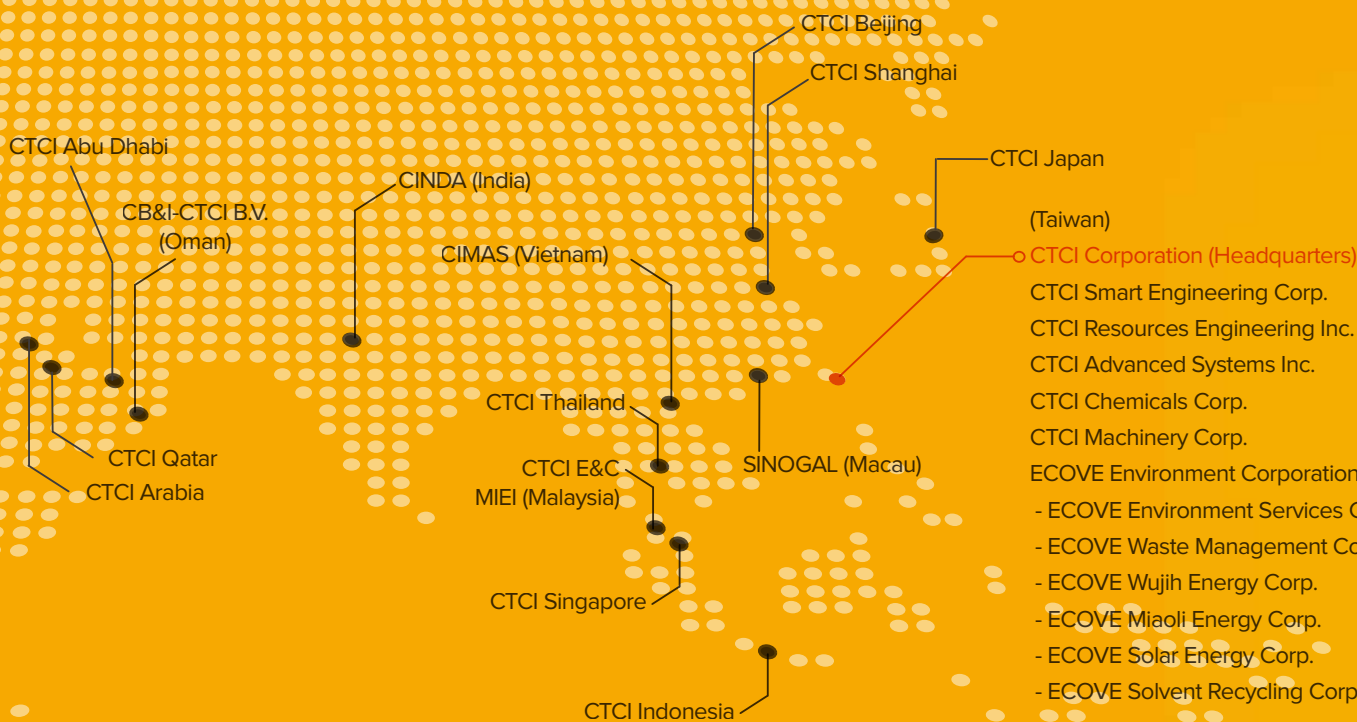 CTCI Beijing
CTCI Shanghai
CTCI Abu Dhabi
CTCI Japan
CINDA (India)
CB&I-CTCI B.V.
(Oman)
CIMAS (Vietnam)
(Taiwan)
CTCI Corporation (Headquarters)
CTCI Smart Engineering Corp.
CTCI Resources Engineering Inc.
CTCI Advanced Systems Inc.
CTCI Chemicals Corp.
CTCI Machinery Corp.
ECOVE Environment Corporation
- ECOVE Environment Services
- ECOVE Waste Management
- ECOVE Wujih Energy Corp.
- ECOVE Miaoli Energy Corp.
- ECOVE Solar Energy Corp.
- ECOVE Solvent Recycling Corp
CTCI Thailand
CTCI Qatar
CTCI Arabia
CTCI E&C
MIEI (Malaysia)
SINOGAL (Macau)
CTCI Singapore
CTCI Indonesia